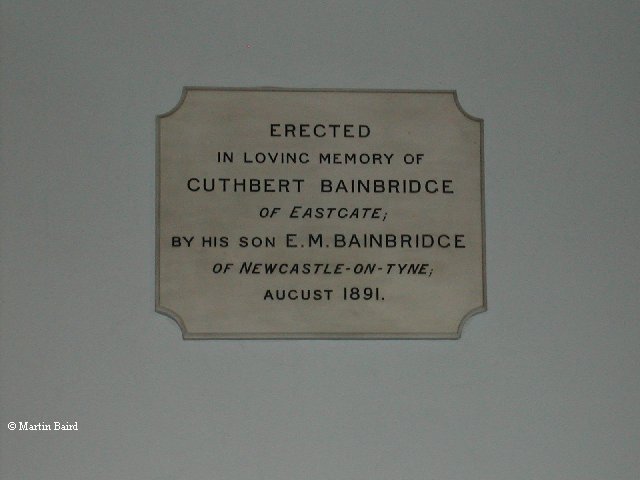 ERECTED
IN LOVING MEMORY OF
CUTHBERT BAINBRIDGE
OF EASTGATE;
BY HIS SON E.M. BAINBRIDGE
OF NEWCASTLE-ON-TYNE;
AUGUST 1891.
© Martin Baird